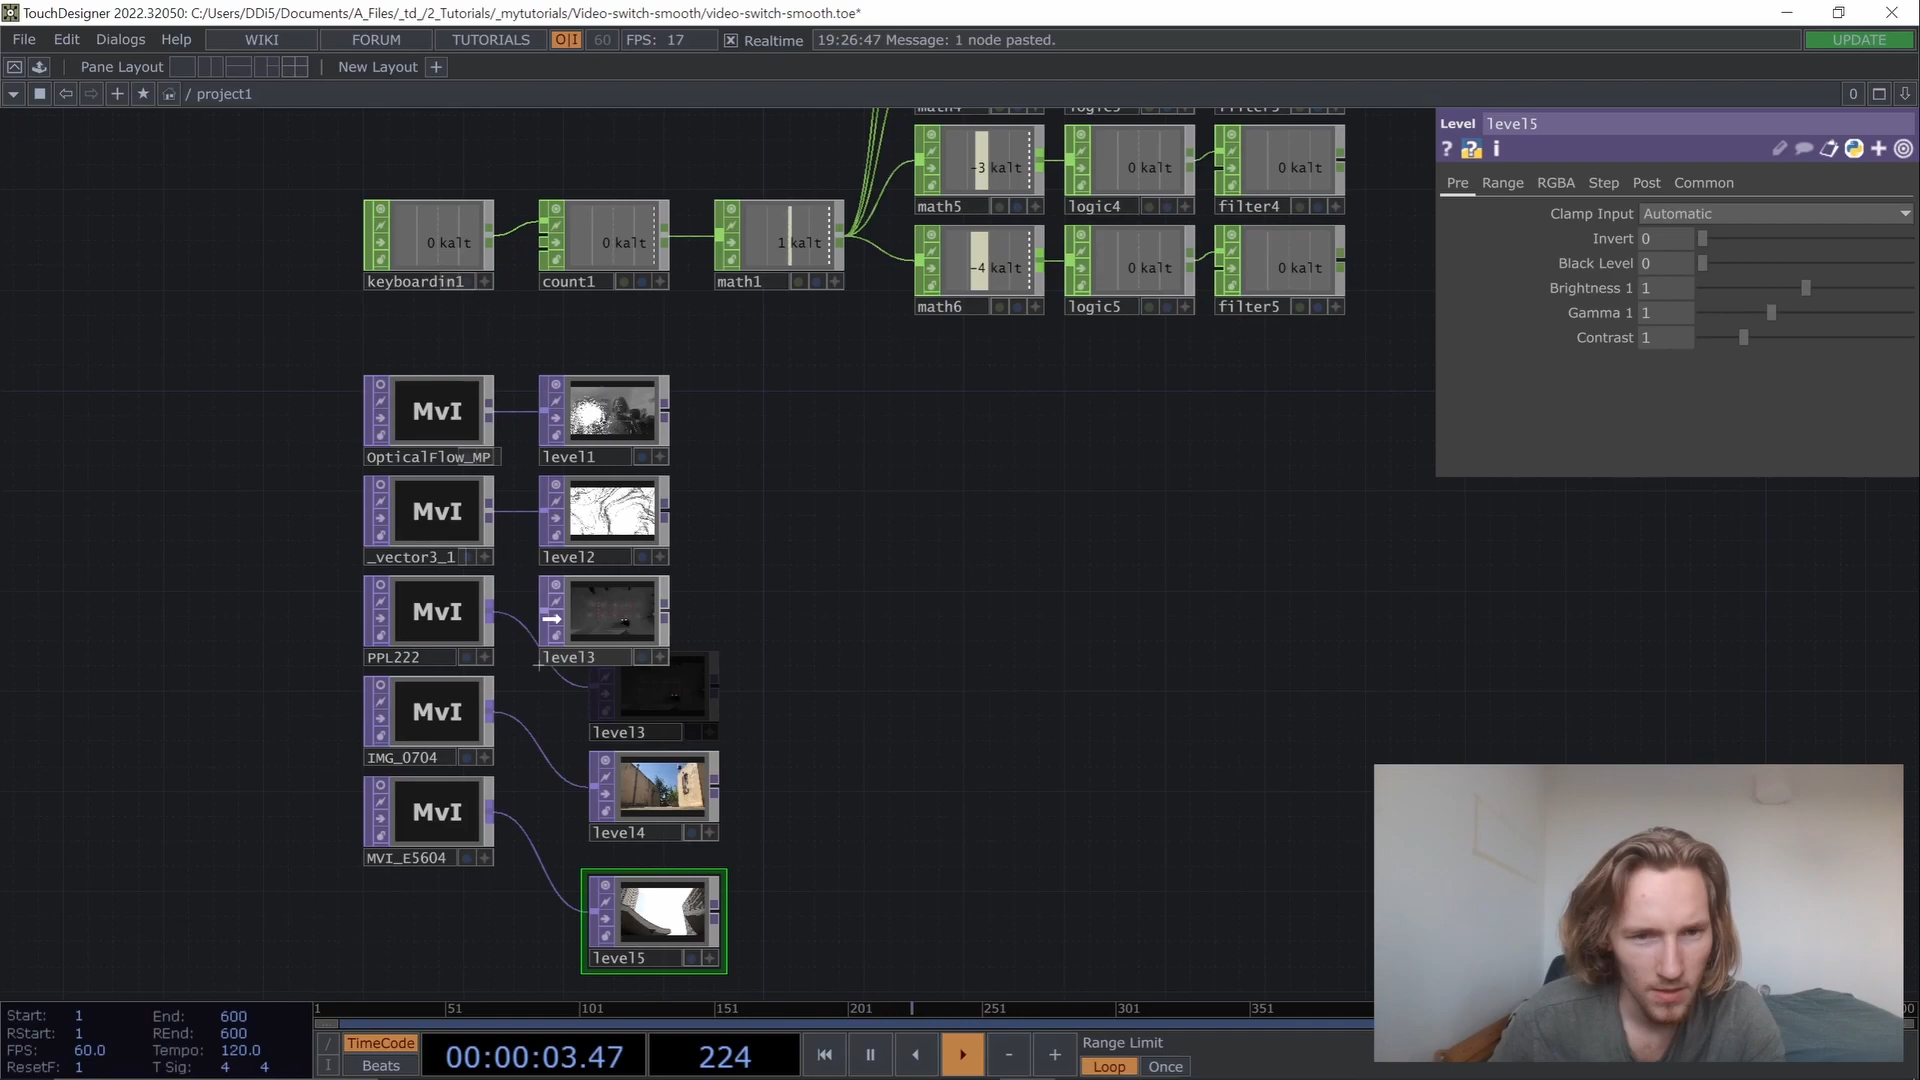 TouchDesigner 2022.32050: C:/Users/DDi5/Documents/A_Files/_td_/2_Tutorials/_mytutorials/Video-switch-smooth/video-switch-smooth.toe*
File Edit Dialogs Help WIKI FORUM TUTORIALS O|I 60 FPS: 17 Realtime 19:26:47 Message: 1 node pasted. UPDATE
Pane Layout New Layout +
/ project1 0
-3 kalt 0 kalt 0 kalt
math5 logic4 filter4
0 kalt 0 kalt 1 kalt -4 kalt 0 kalt 0 kalt
keyboardin1 count1 math1 math6 logic5 filter5
Level level5
? ? i
Pre Range RGBA Step Post Common
Clamp Input Automatic
Invert 0
Black Level 0
Brightness 1 1
Gamma 1 1
Contrast 1
MvI
OpticalFlow_MP level1
MvI
_vector3_1 level2
MvI
PPL222 level3
level3
MvI
IMG_0704 level4
MvI
MVI_E5604
level5
1 51 101 151 201 251 301 351
Start: 1 End: 600
RStart: 1 REnd: 600
FPS: 60.0 Tempo: 120.0
ResetF: 1 T Sig: 4 4
/ TimeCode
I Beats
00:00:03.47 224 - +
Range Limit
Loop Once